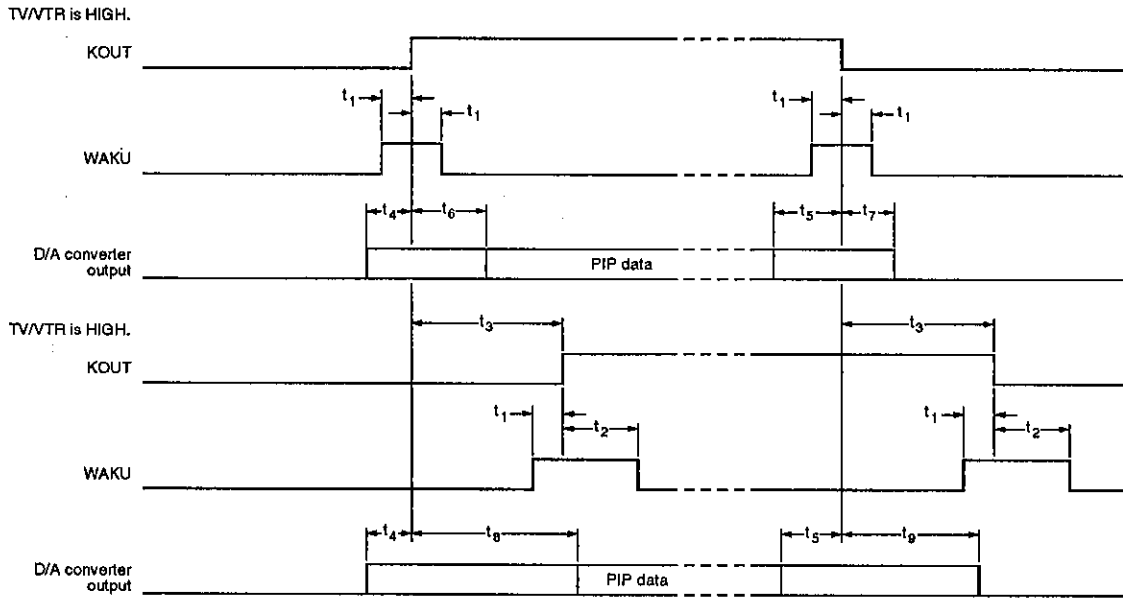 TV/VTR is HIGH.
KOUT
t1 t1 t1 t1
WAKU
t4 t6 t5 t7
D/A converter
output
PIP data
t3 t3
TV/VTR is HIGH.
KOUT
t1 t2 t1 t2
WAKU
t4 t8 t5 t9
D/A converter
output
PIP data